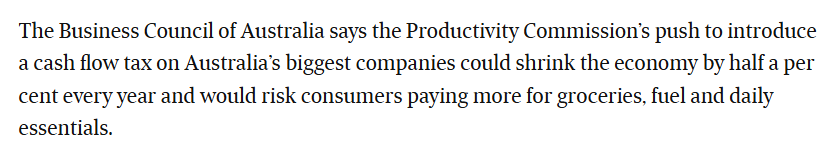 The Business Council of Australia says the Productivity Commission’s push to introduce
a cash flow tax on Australia’s biggest companies could shrink the economy by half a per
cent every year and would risk consumers paying more for groceries, fuel and daily
essentials.